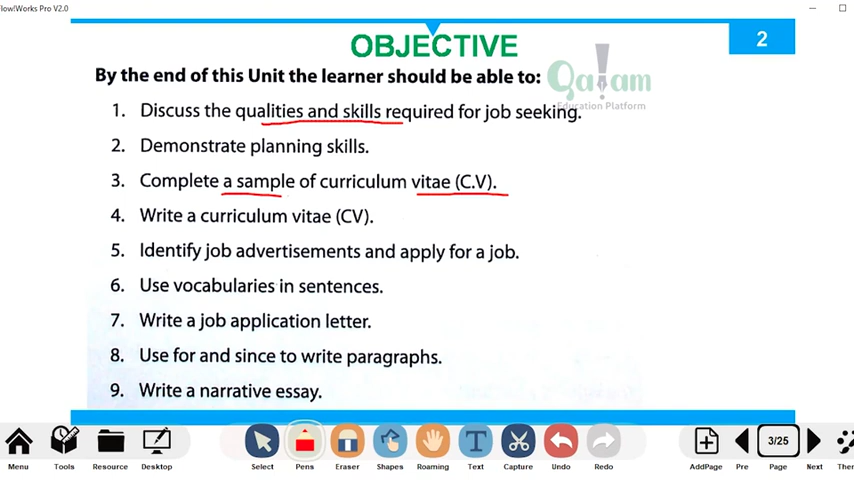 Flow!Works Pro V2.0
OBJECTIVE
2
By the end of this Unit the learner should be able to:
Qalam
Education Platform
1. Discuss the qualities and skills required for job seeking.
2. Demonstrate planning skills.
3. Complete a sample of curriculum vitae (C.V).
4. Write a curriculum vitae (CV).
5. Identify job advertisements and apply for a job.
6. Use vocabularies in sentences.
7. Write a job application letter.
8. Use for and since to write paragraphs.
9. Write a narrative essay.
3/25
Menu Tools Resource Desktop Select Pens Eraser Shapes Roaming Text Capture Undo Redo AddPage Pre Page Next